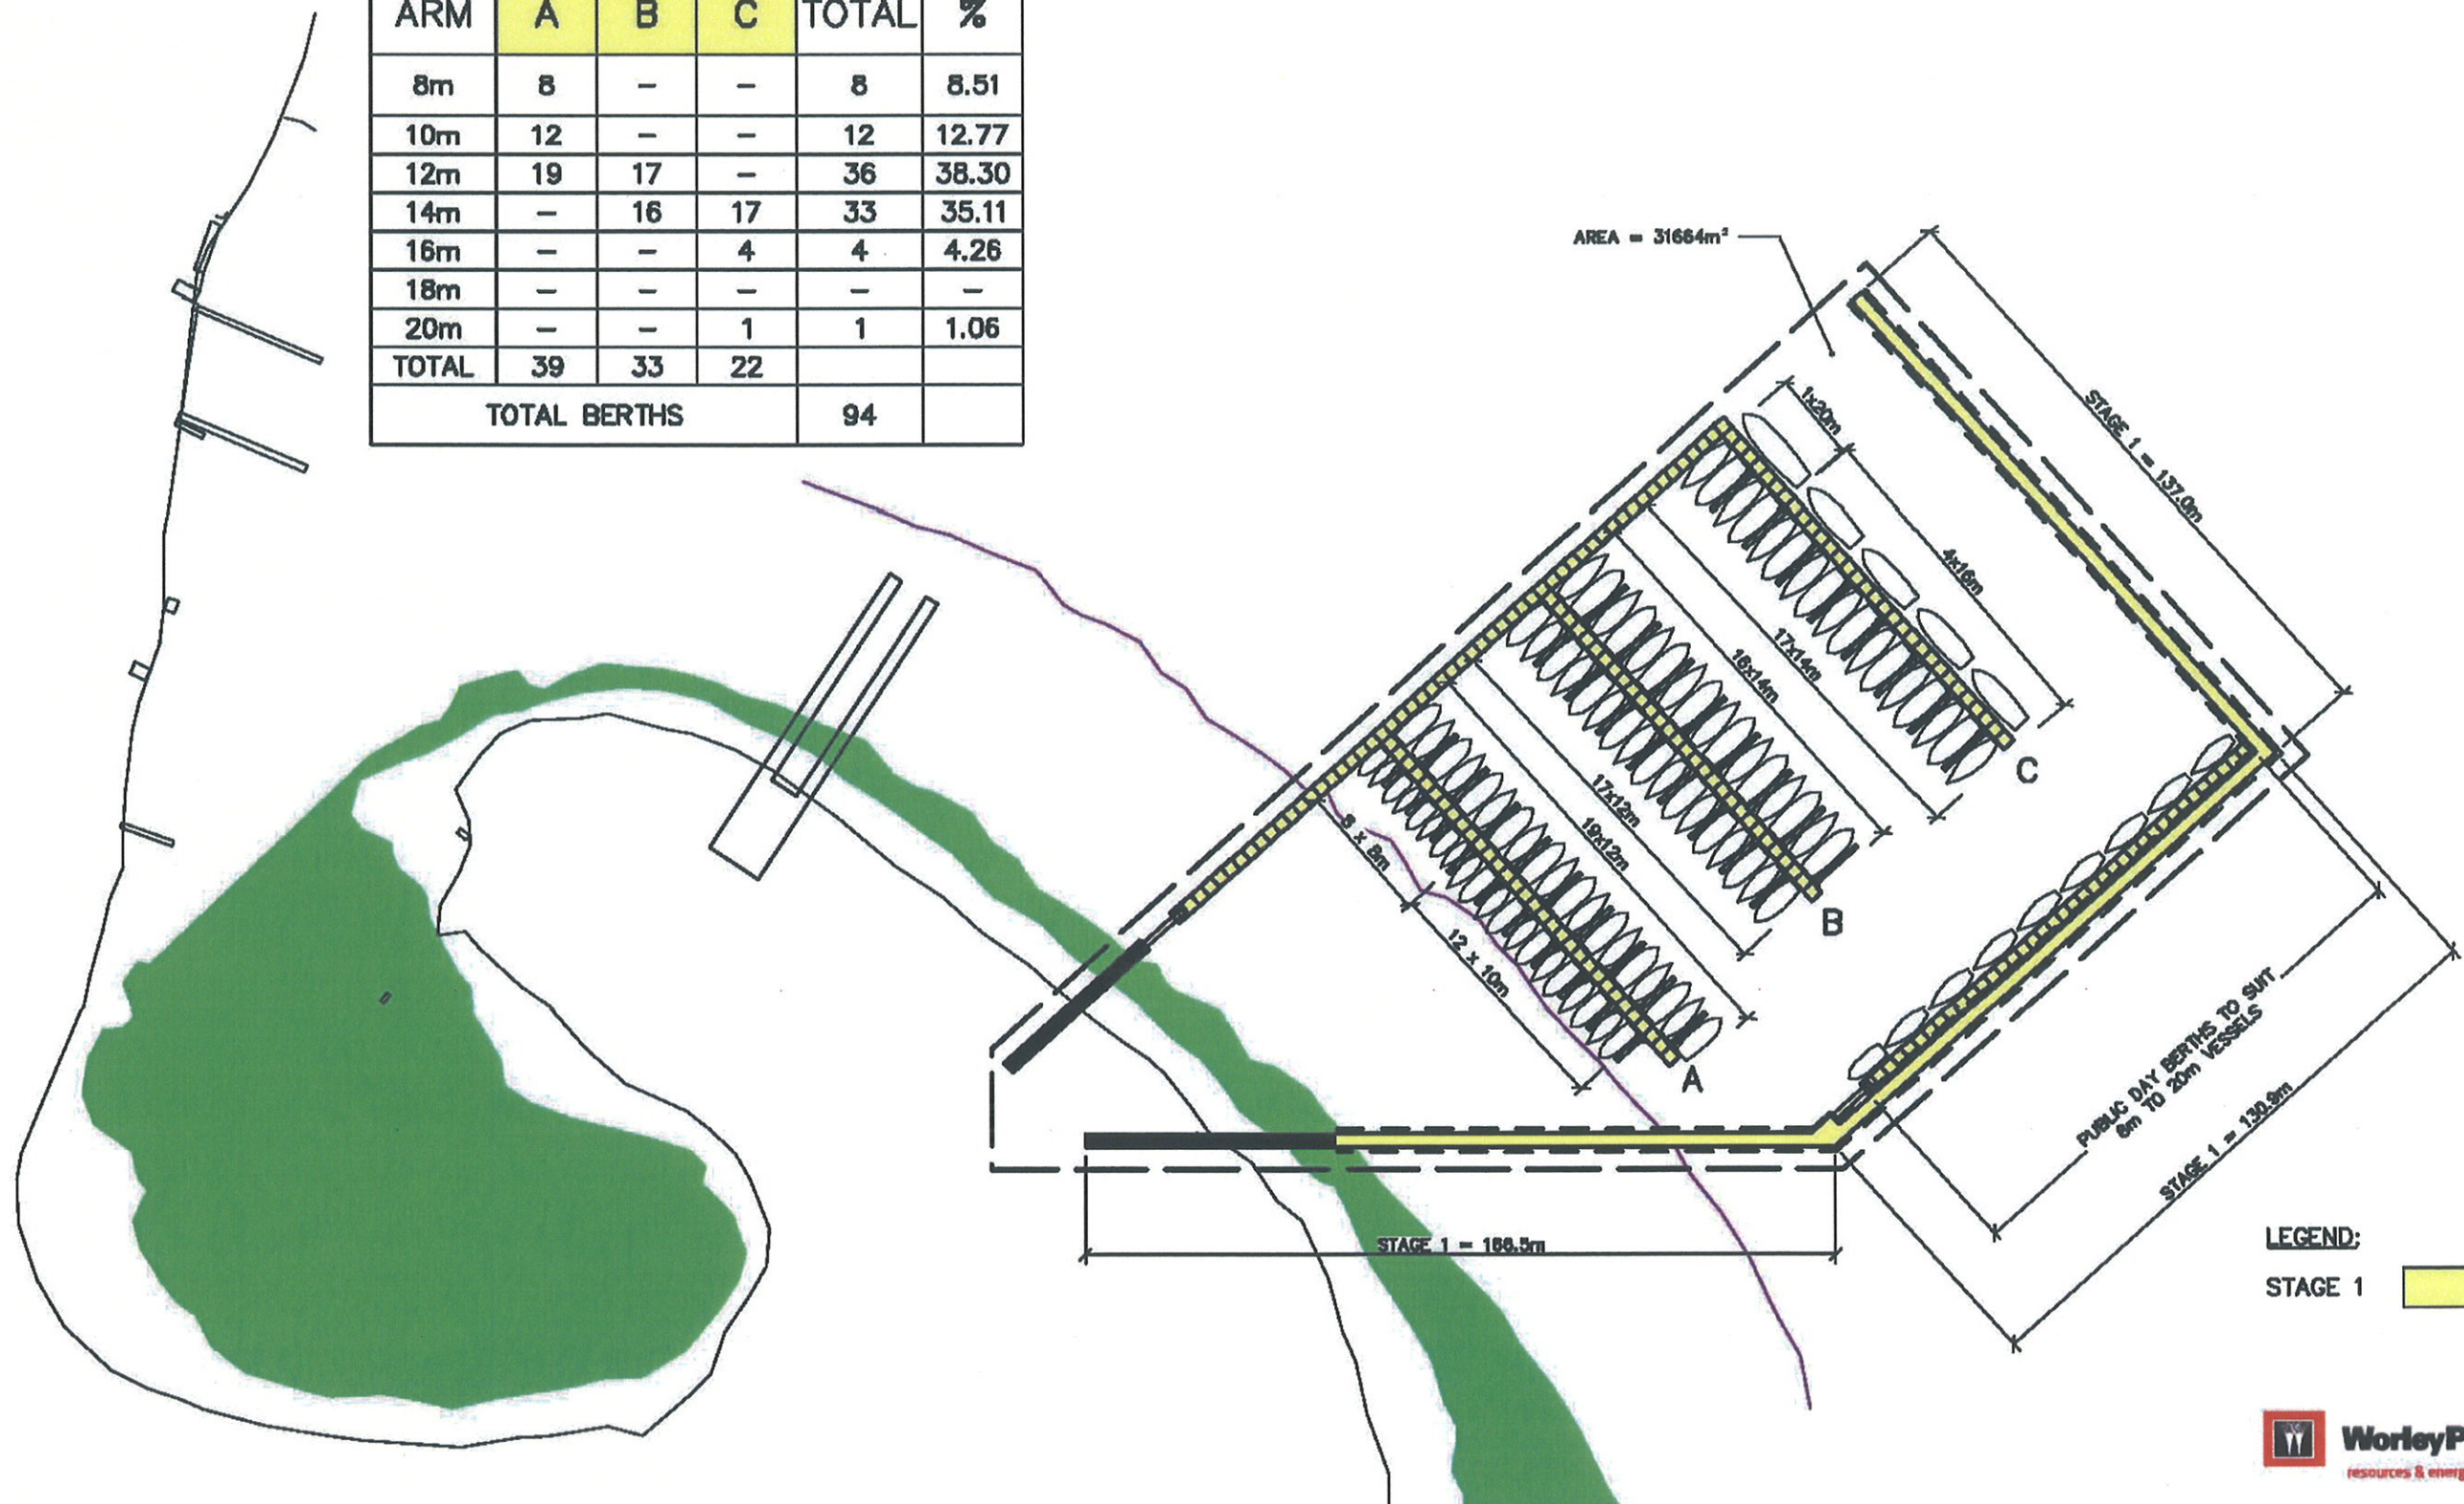 ARM A B C TOTAL %
8m 8 – – 8 8.51
10m 12 – – 12 12.77
12m 19 17 – 36 38.30
14m – 16 17 33 35.11
16m – – 4 4 4.26
18m – – – – –
20m – – 1 1 1.06
TOTAL 39 33 22
TOTAL BERTHS 94
AREA = 31664m²
STAGE 1 = 137.0m
1x20m
4x16m
17x14m
16x14m
17x12m
19x12m
8 x 8m
12 x 10m
C
B
A
PUBLIC DAY BERTHS TO SUIT
TO 20m VESSELS
STAGE 1 = 130.9m
STAGE 1 =
LEGEND:
STAGE 1
WorleyP
resources & energ